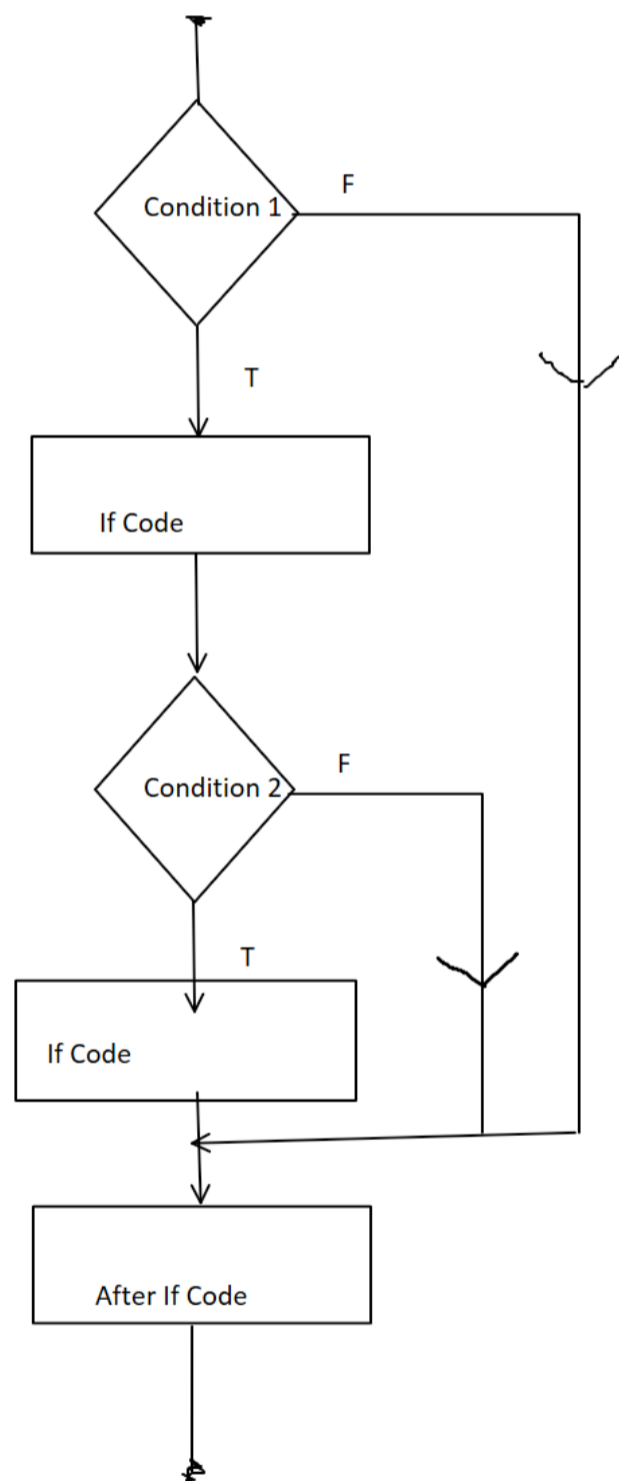 Condition 1
F
T
If Code
Condition 2
F
T
If Code
After If Code